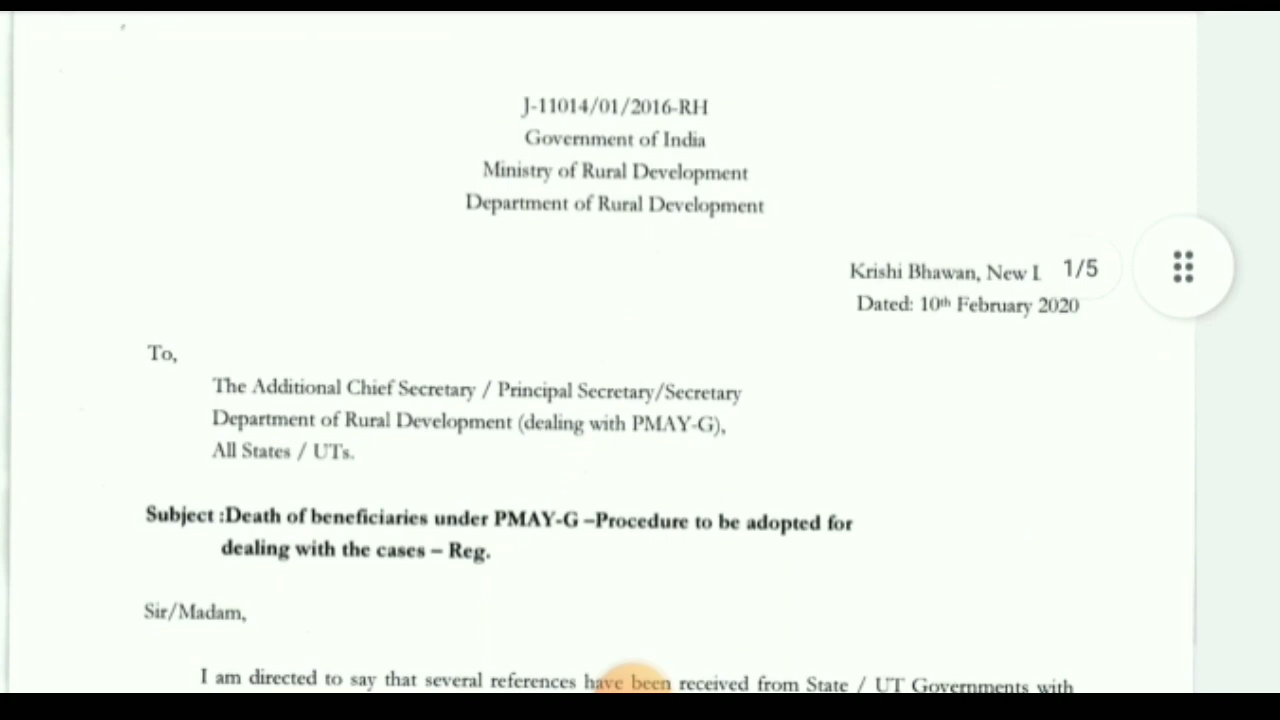 J-11014/01/2016-RH
Government of India
Ministry of Rural Development
Department of Rural Development
Krishi Bhawan, New
1/5
Dated: 10th February 2020
To,
The Additional Chief Secretary / Principal Secretary/Secretary
Department of Rural Development (dealing with PMAY-G),
All States / UTs.
Subject :Death of beneficiaries under PMAY-G –Procedure to be adopted for
dealing with the cases – Reg.
Sir/Madam,
I am directed to say that several references have been received from State / UT Governments with